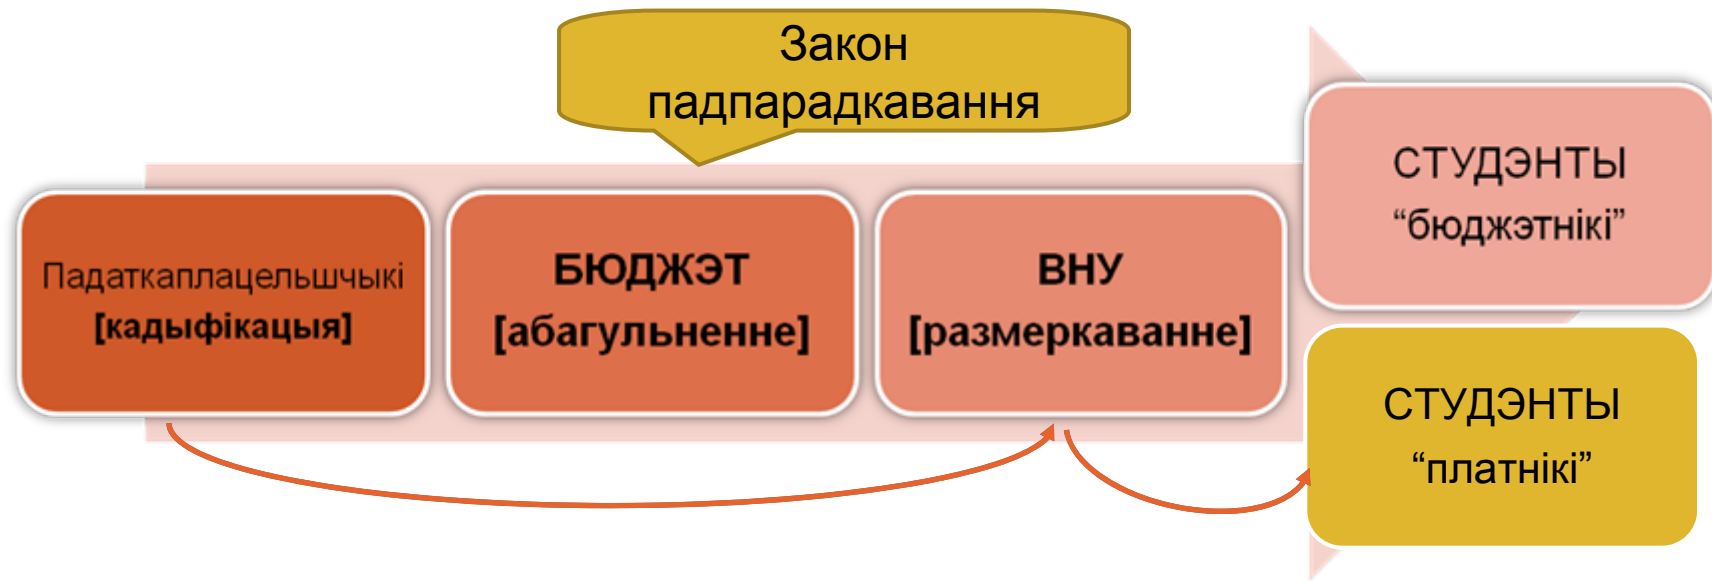 Закон
падпарадкавання
Падаткаплацельшчыкі
[кадыфікацыя]
БЮДЖЭТ
[абагульненне]
ВНУ
[размеркаванне]
СТУДЭНТЫ
“бюджэтнікі”
СТУДЭНТЫ
“платнікі”